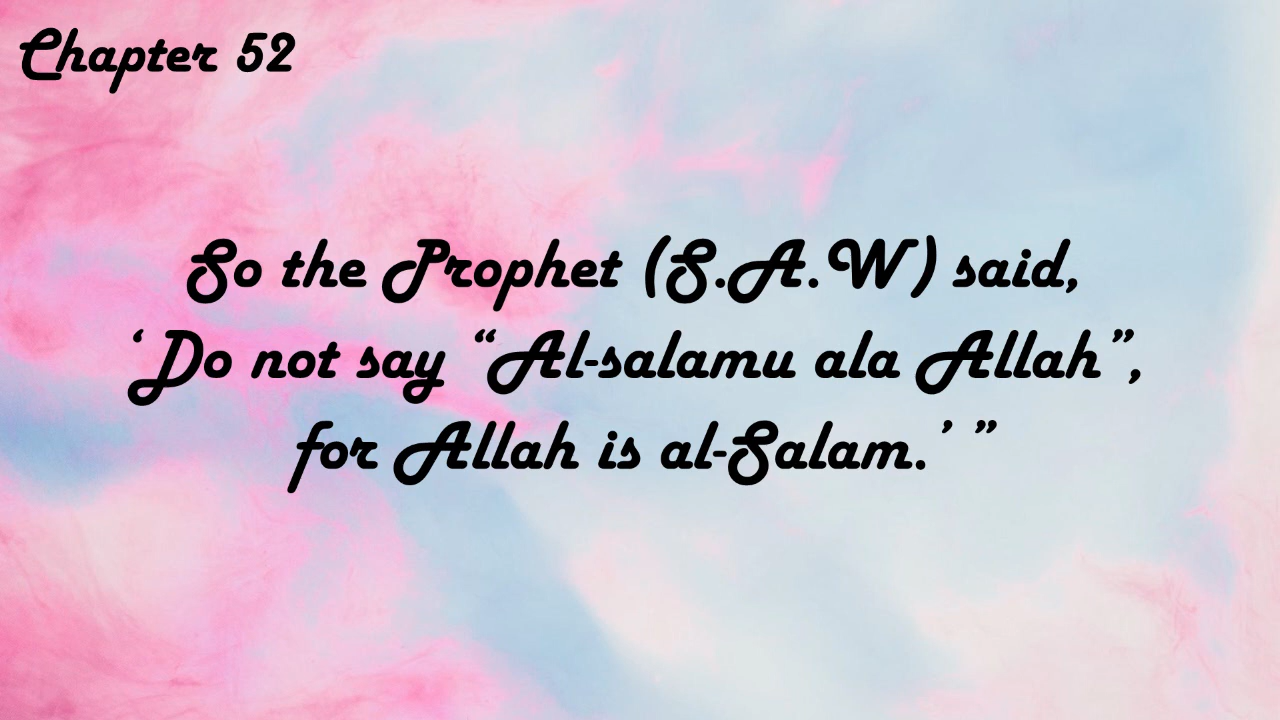 Chapter 52
So the Prophet (S.A.W) said,
‘Do not say “Al-salamu ala Allah”,
for Allah is al-Salam.’ ”